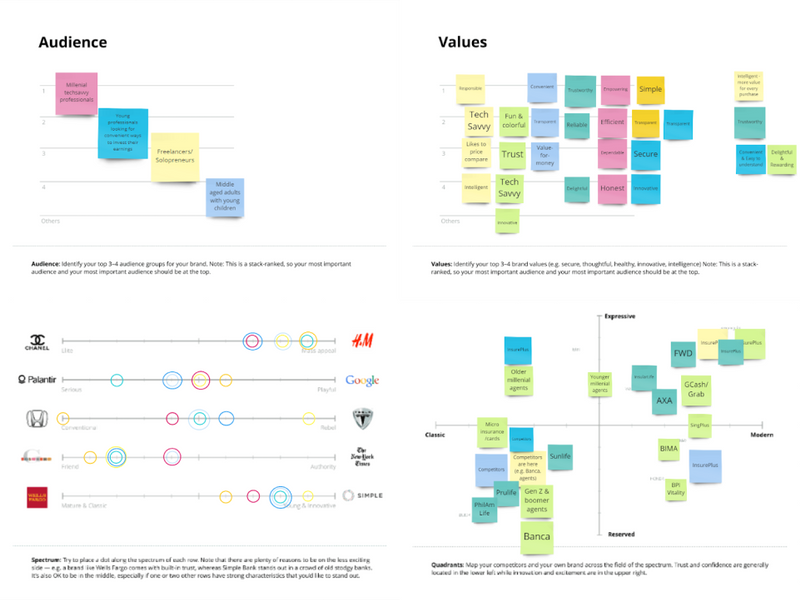 Audience
1
Millenial
techsavvy
professionals
2
Young
professionals
looking for
convenient ways
to invest their
earnings
3
Freelancers/
Solopreneurs
4
Middle
aged adults
with young
children
Others
Audience: Identify your top 3-4 audience groups for your brand. Note: This is a stack-ranked, so your most important
audience and your most important audience should be at the top.
Values
1
Responsible
Convenient
Trustworthy
Empowering
Simple
Intelligent -
more value
for every
purchase
2
Tech
Savvy
Fun &
colorful
Transparent
Reliable
Efficient
Transparent
Transparent
Trustworthy
3
Likes to
price
compare
Trust
Value-
for-
money
Dependable
Secure
Convenient
& Easy to
understand
Delightful
&
Rewarding
4
Intelligent
Tech
Savvy
Delightful
Honest
Innovative
Others
Innovative
Values: Identify your top 3-4 brand values (e.g. secure, thoughtful, healthy, innovative, intelligence) Note: This is a stack-
ranked, so your most important audience and your most important audience should be at the top.
CHANEL
Elite
Mass
H&M
Palantir
Serious
Playful
Google
Conventional
Rebel
Friend
Authority
The
New York
Times
WELLS
FARGO
Mature & Classic
Young & Innovative
SIMPLE
Spectrum: Try to place a dot along the spectrum of each row. Note that there are plenty of reasons to be on the less exciting
side — e.g. a brand like Wells Fargo comes with built-in trust, whereas Simple Bank stands out in a crowd of old stodgy banks.
It's also OK to be in the middle, especially if one or two other rows have strong characteristics that you'd like to stand out.
Expressive
InsurePlus
Older
millenial
agents
Younger
millenial
agents
FWD
InsurePlus
AXA
GCash/
Grab
Classic
Modern
Micro
insurance
/cards
SingPlus
Competitors
Competitors
are here
(e.g. Banca,
agents)
Sunlife
BIMA
InsurePlus
Prulife
Gen Z &
boomer
agents
BPI
Vitality
PhilAm
Life
Banca
Reserved
Quadrants: Map your competitors and your own brand across the field of the spectrum. Trust and confidence are generally
located in the lower left while innovation and excitement are in the upper right.